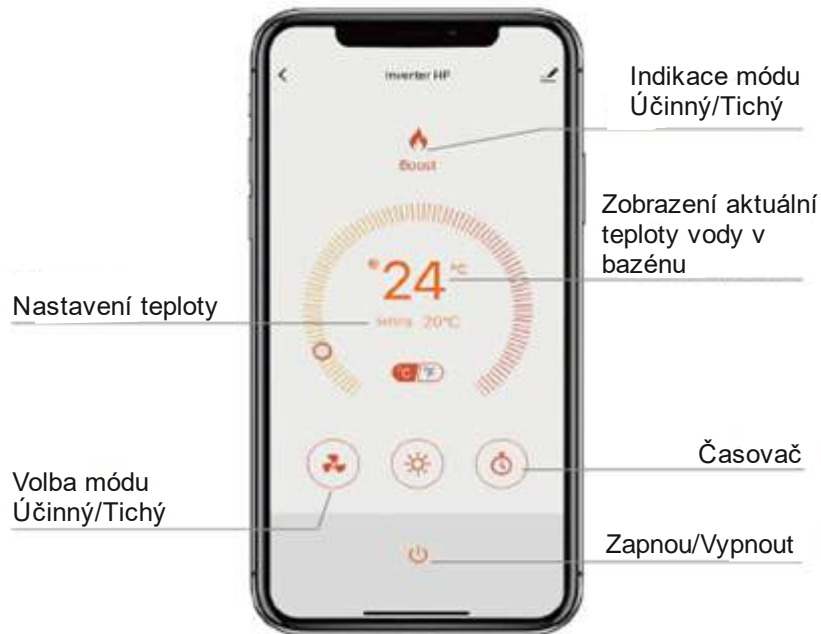 Inverter HP
Indikace módu
Účinný/Tichý
Boost
Zobrazení aktuální
teploty vody v
bazénu
24 °C
Nastavení teploty
20°C
°C °F
Časovač
Volba módu
Účinný/Tichý
Zapnou/Vypnout